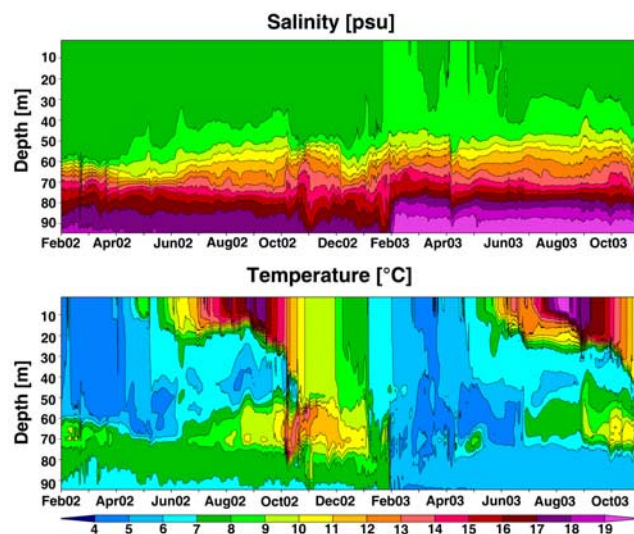 Salinity [psu]
Depth [m]
10
20
30
40
50
60
70
80
90
Feb02 Apr02 Jun02 Aug02 Oct02 Dec02 Feb03 Apr03 Jun03 Aug03 Oct03
Temperature [°C]
Depth [m]
10
20
30
40
50
60
70
80
90
Feb02 Apr02 Jun02 Aug02 Oct02 Dec02 Feb03 Apr03 Jun03 Aug03 Oct03
4 5 6 7 8 9 10 11 12 13 14 15 16 17 18 19